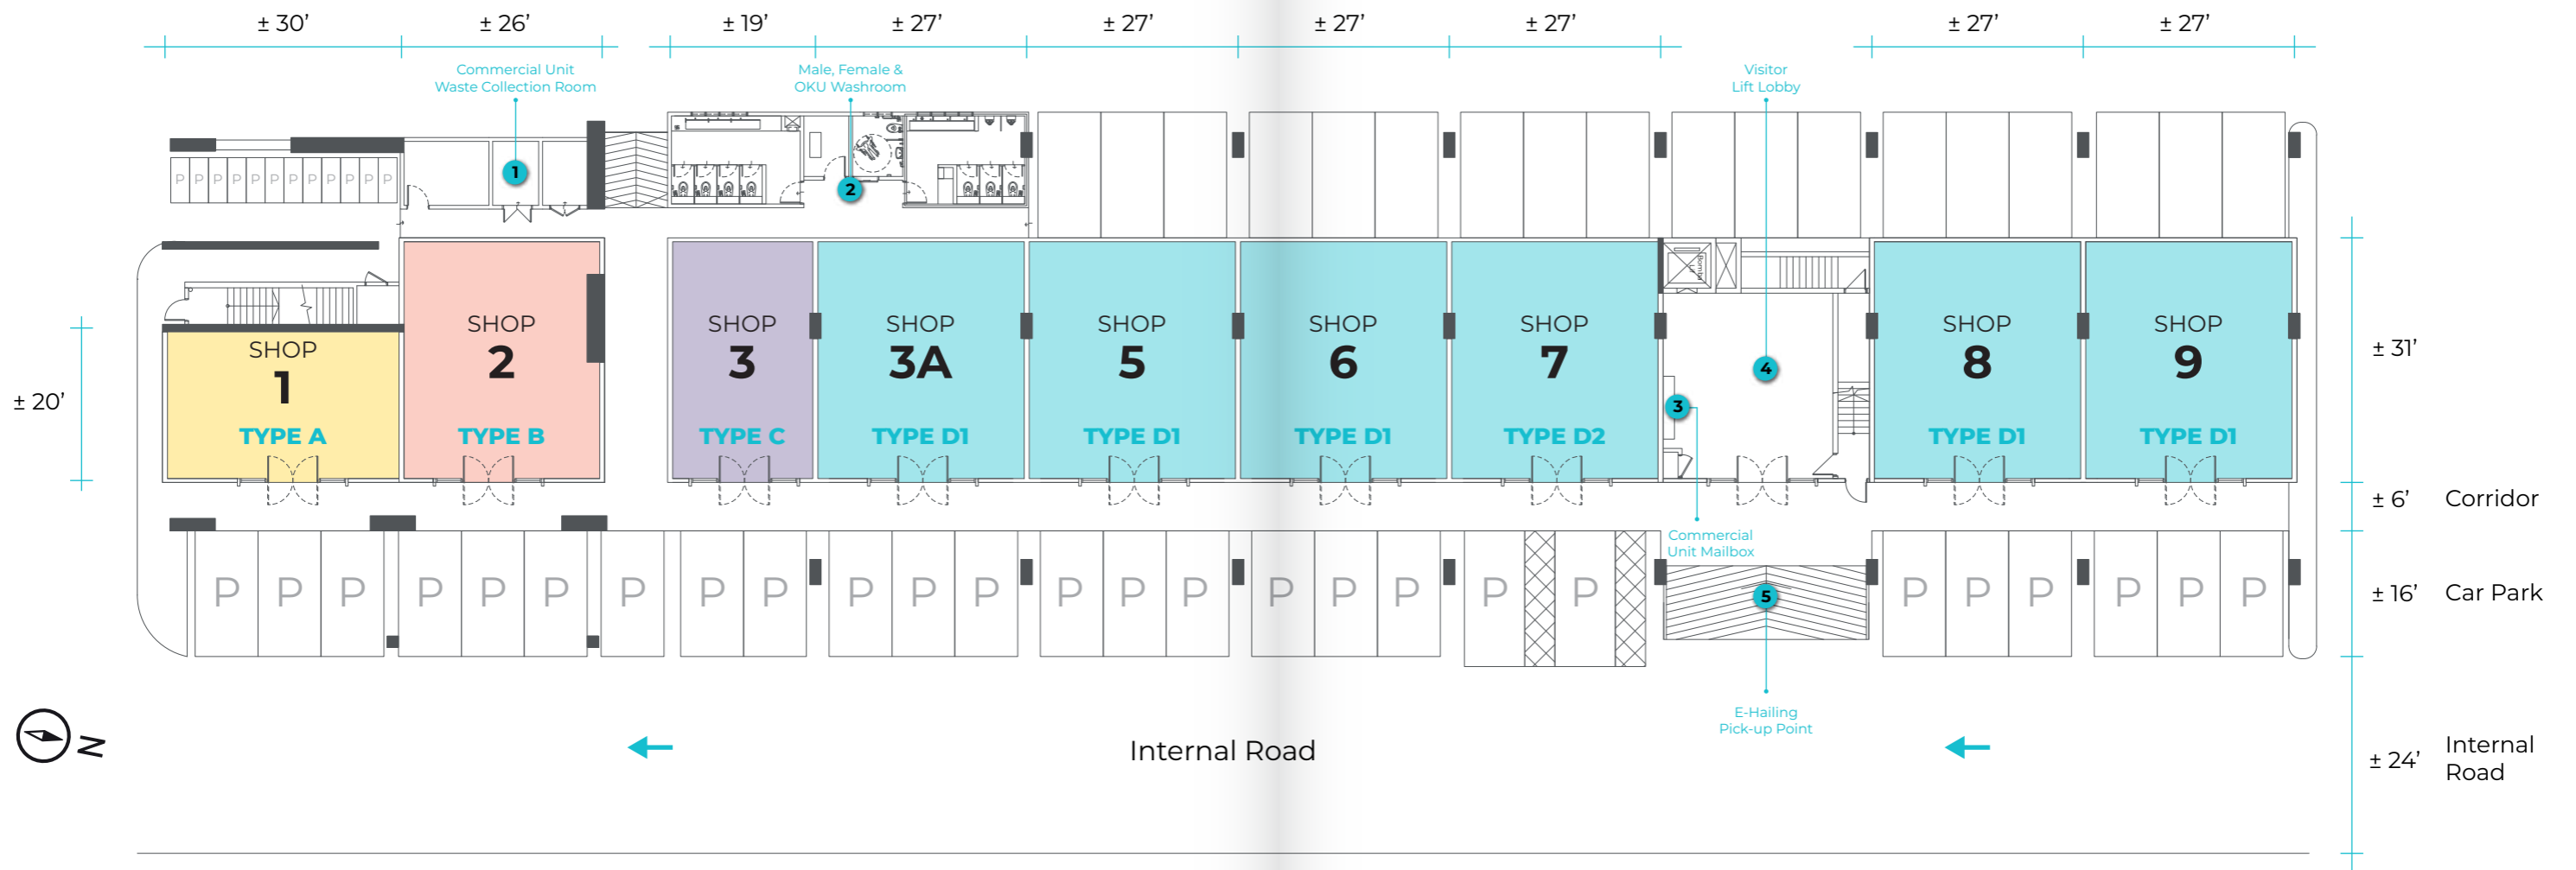 ± 30’ ± 26’ ± 19’ ± 27’ ± 27’ ± 27’ ± 27’ ± 27’ ± 27’
Commercial Unit
Waste Collection Room
Male, Female &
OKU Washroom
Visitor
Lift Lobby
P P P P P P P P P P P P
1
2
SHOP
1
TYPE A
SHOP
2
TYPE B
SHOP
3
TYPE C
SHOP
3A
TYPE D1
SHOP
5
TYPE D1
SHOP
6
TYPE D1
SHOP
7
TYPE D2
4
3
SHOP
8
TYPE D1
SHOP
9
TYPE D1
± 20’
± 31’
± 6’ Corridor
Commercial
Unit Mailbox
P P P P P P P P P P P P P P P P P P P P 5 P P P P P P
± 16’ Car Park
E-Hailing
Pick-up Point
N
Internal Road
± 24’
Internal
Road